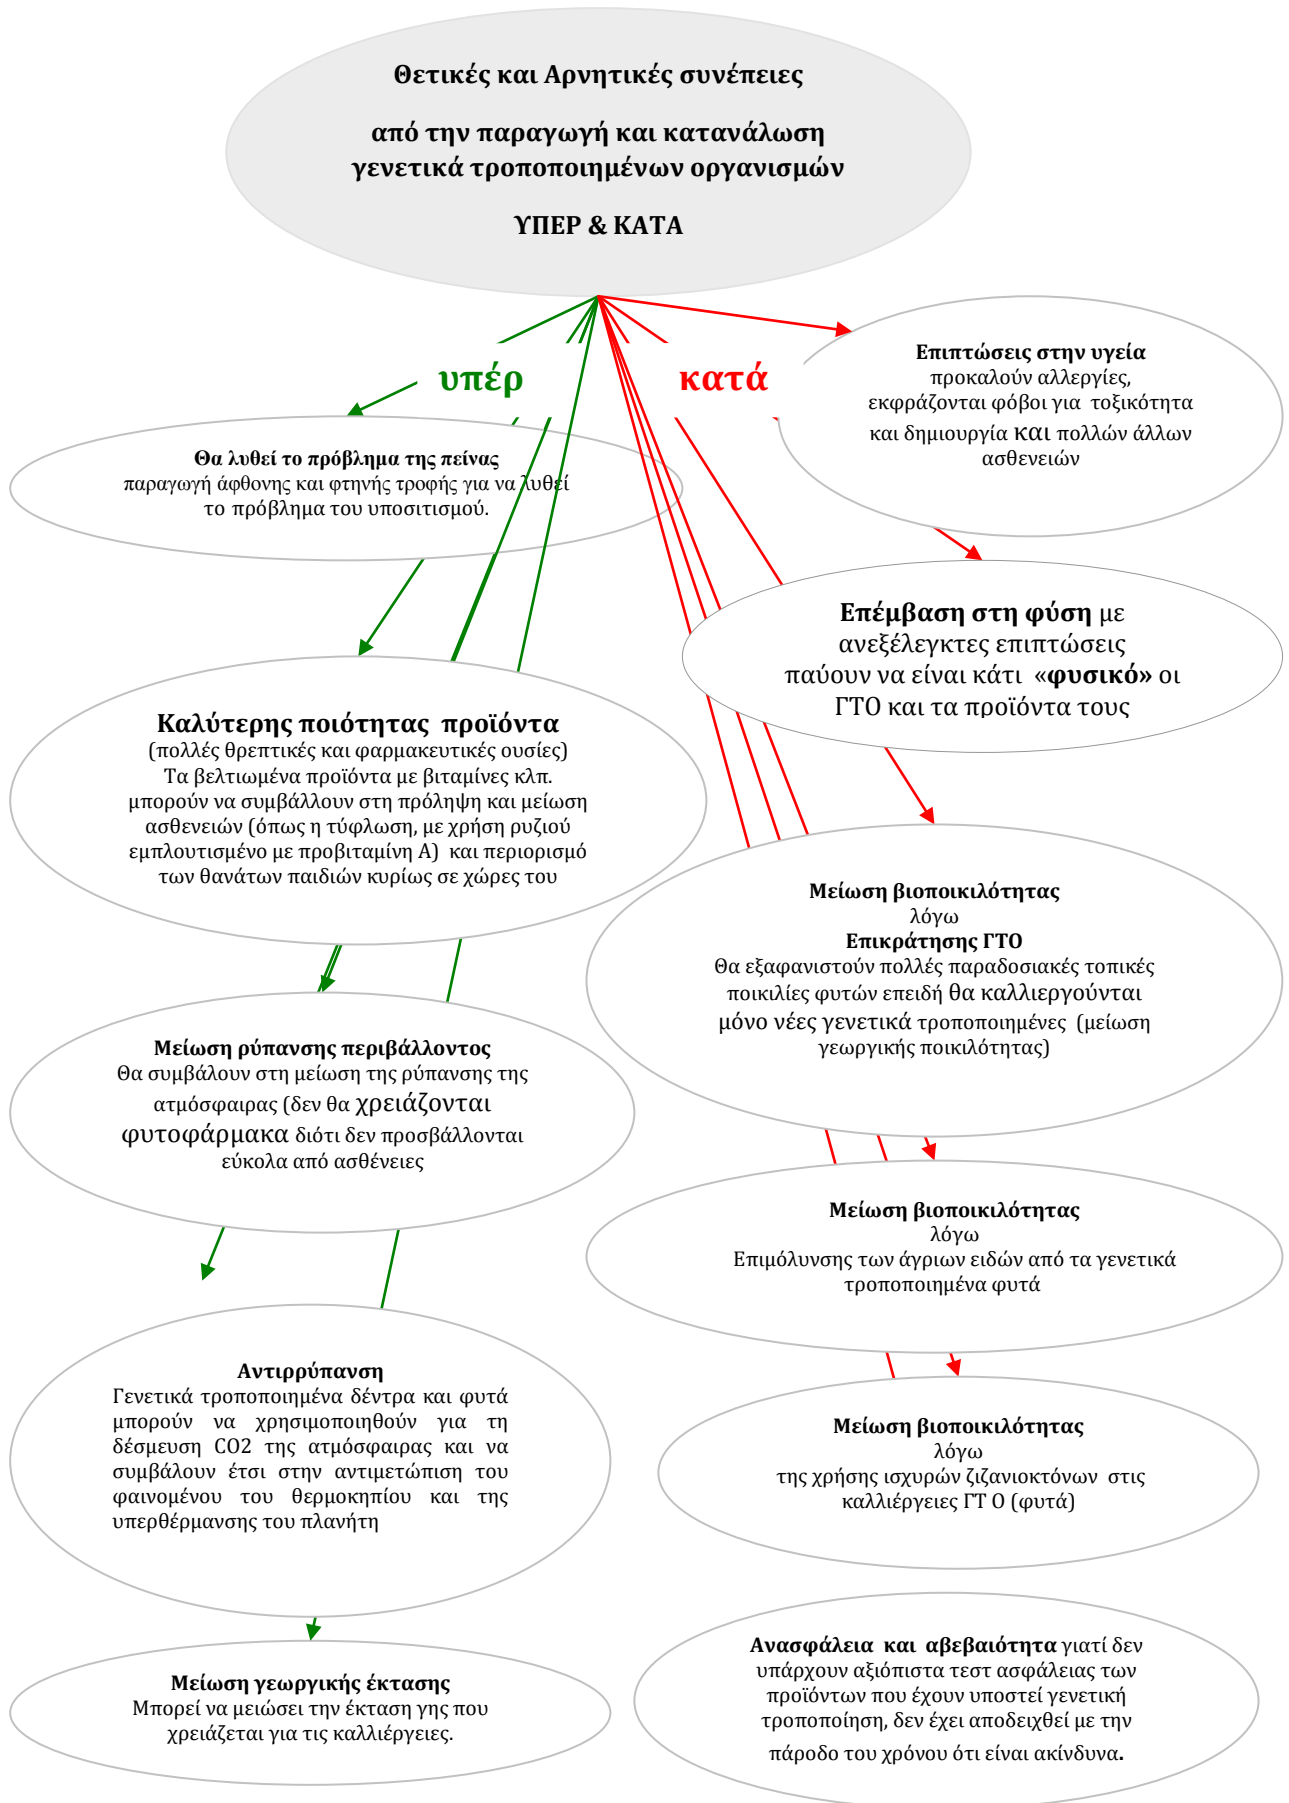 Θετικές και Αρνητικές συνέπειες
από την παραγωγή και κατανάλωση
γενετικά τροποποιημένων οργανισμών
ΥΠΕΡ & ΚΑΤΑ
υπέρ
Θα λυθεί το πρόβλημα της πείνας
παραγωγή άφθονης και φτηνής τροφής για να λυθεί
το πρόβλημα του υποσιτισμού.
Καλύτερης ποιότητας προϊόντα
(πολλές θρεπτικές και φαρμακευτικές ουσίες)
Τα βελτιωμένα προϊόντα με βιταμίνες κλπ.
μπορούν να συμβάλλουν στη πρόληψη και μείωση
ασθενειών (όπως η τύφλωση, με χρήση ρυζιού
εμπλουτισμένο με προβιταμίνη Α) και περιορισμό
των θανάτων παιδιών κυρίως σε χώρες του
Μείωση ρύπανσης περιβάλλοντος
Θα συμβάλουν στη μείωση της ρύπανσης της
ατμόσφαιρας (δεν θα χρειάζονται
φυτοφάρμακα διότι δεν προσβάλλονται
εύκολα από ασθένειες
Αντιρρύπανση
Γενετικά τροποποιημένα δέντρα και φυτά
μπορούν να χρησιμοποιηθούν για τη
δέσμευση CO2 της ατμόσφαιρας και να
συμβάλουν έτσι στην αντιμετώπιση του
φαινομένου του θερμοκηπίου και της
υπερθέρμανσης του πλανήτη
Μείωση γεωργικής έκτασης
Μπορεί να μειώσει την έκταση γης που
χρειάζεται για τις καλλιέργειες.
κατά
Επιπτώσεις στην υγεία
προκαλούν αλλεργίες,
εκφράζονται φόβοι για τοξικότητα
και δημιουργία και πολλών άλλων
ασθενειών
Επέμβαση στη φύση με
ανεξέλεγκτες επιπτώσεις
παύουν να είναι κάτι «φυσικό» οι
ΓΤΟ και τα προϊόντα τους
Μείωση βιοποικιλότητας
λόγω
Επικράτησης ΓΤΟ
Θα εξαφανιστούν πολλές παραδοσιακές τοπικές
ποικιλίες φυτών επειδή θα καλλιεργούνται
μόνο νέες γενετικά τροποποιημένες (μείωση
γεωργικής ποικιλότητας)
Μείωση βιοποικιλότητας
λόγω
Επιμόλυνσης των άγριων ειδών από τα γενετικά
τροποποιημένα φυτά
Μείωση βιοποικιλότητας
λόγω
της χρήσης ισχυρών ζιζανιοκτόνων στις
καλλιέργειες ΓΤ Ο (φυτά)
Ανασφάλεια και αβεβαιότητα γιατί δεν
υπάρχουν αξιόπιστα τεστ ασφάλειας των
προϊόντων που έχουν υποστεί γενετική
τροποποίηση, δεν έχει αποδειχθεί με την
πάροδο του χρόνου ότι είναι ακίνδυνα.